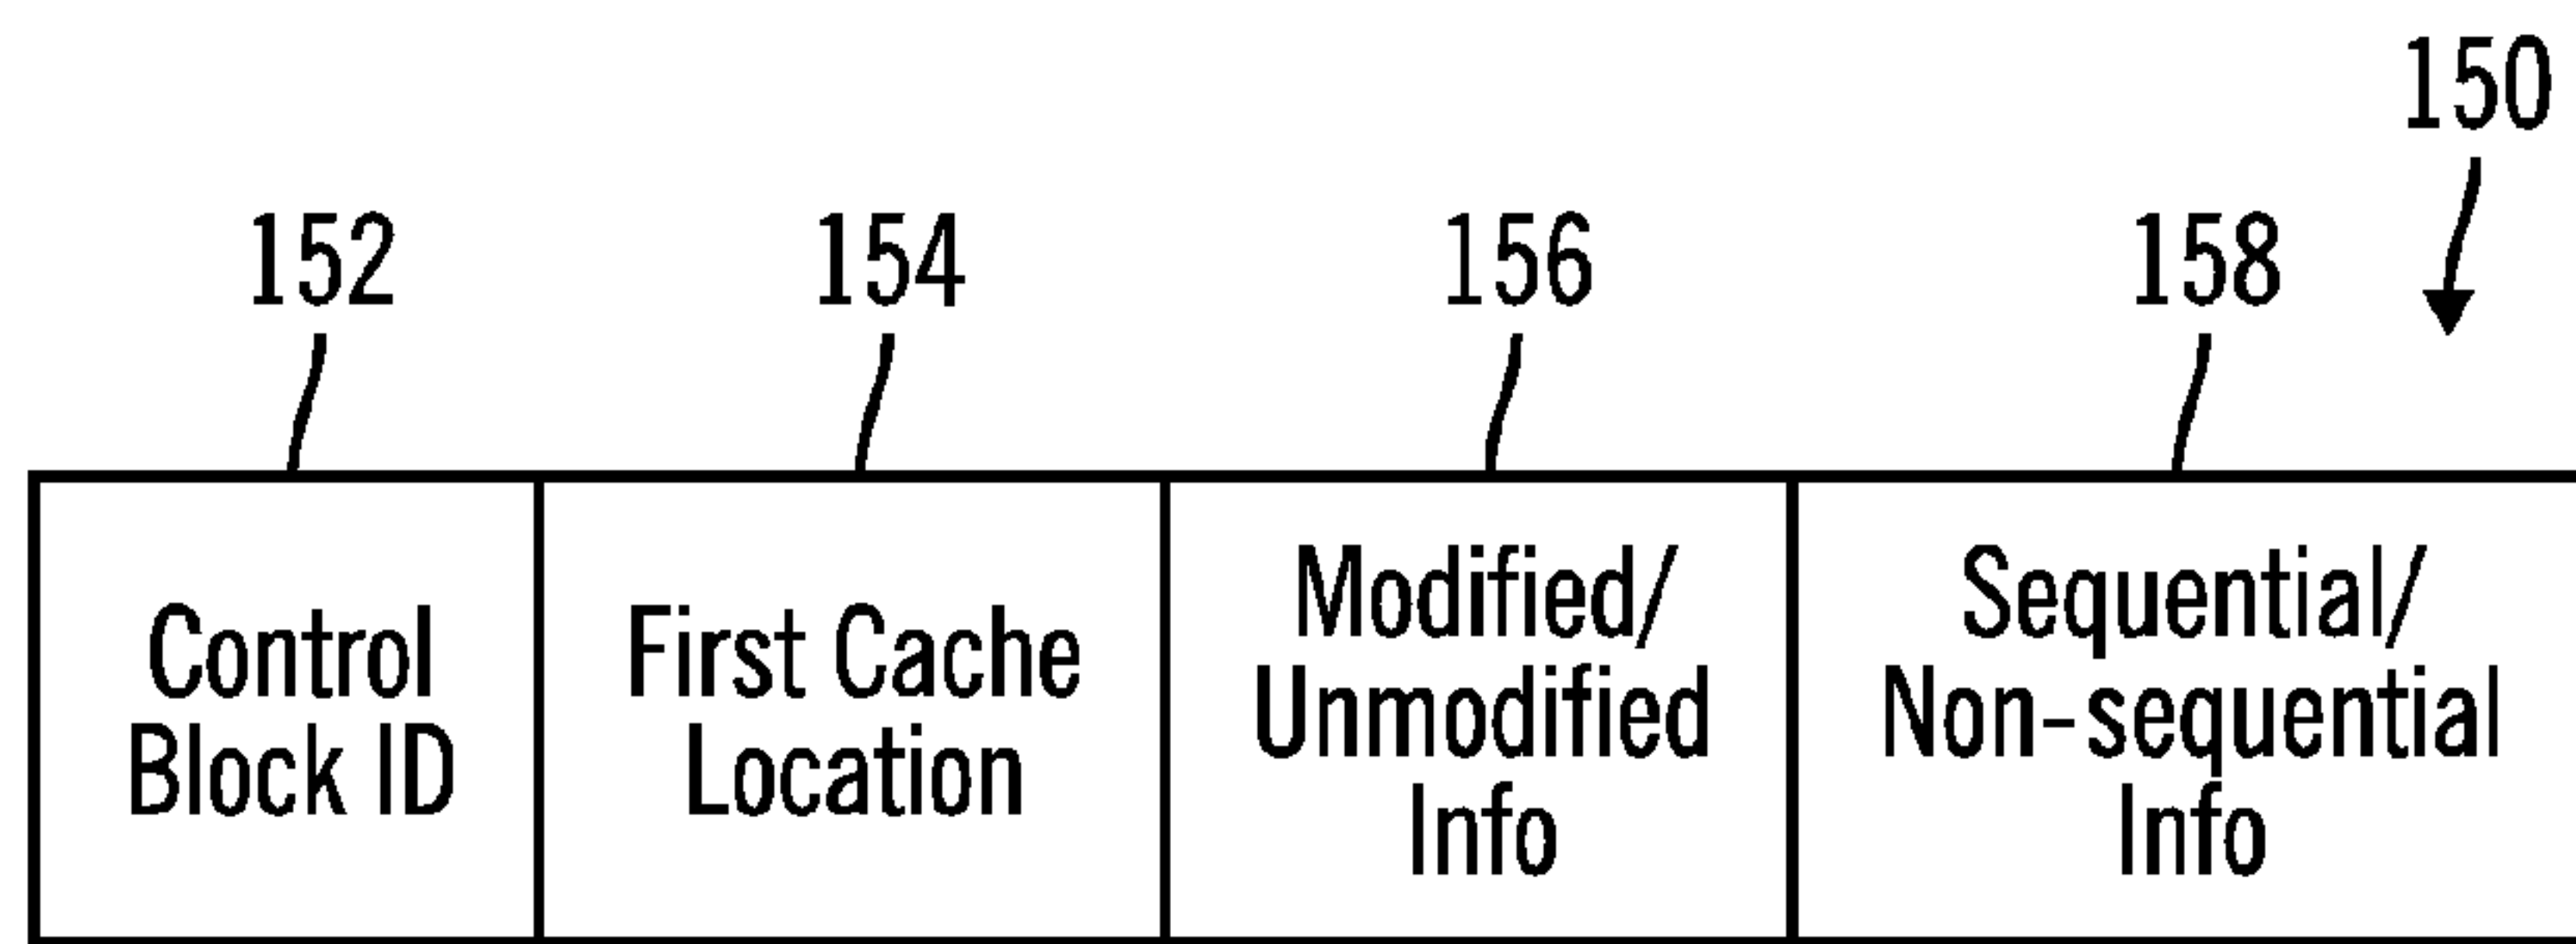 150
152 154 156 158
Control
Block ID
First Cache
Location
Modified/
Unmodified
Info
Sequential/
Non-sequential
Info